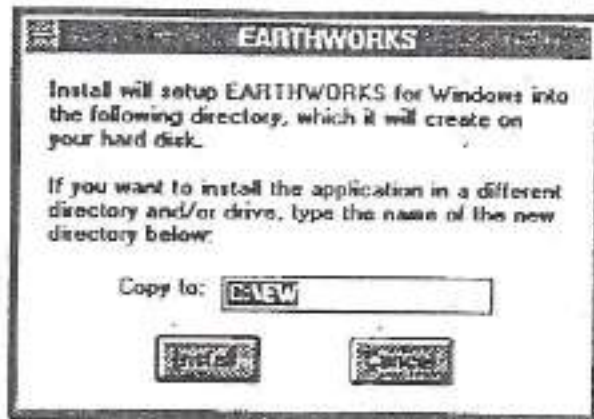 EARTHWORKS
Install will setup EARTHWORKS for Windows into
the following directory, which it will create on
your hard disk.
If you want to install the application in a different
directory and/or drive, type the name of the new
directory below:
Copy to: C:\EW
Install
Cancel